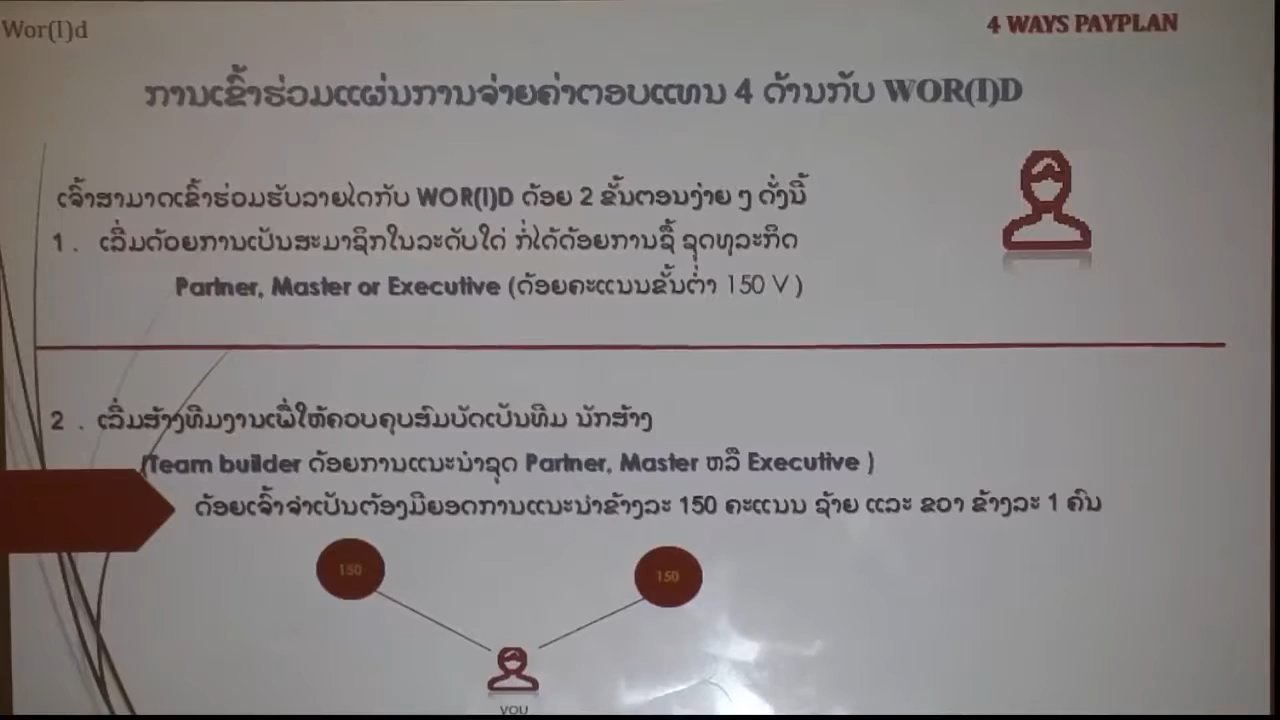 Wor(I)d
4 WAYS PAYPLAN
ການເຂົ້າຮ່ວມແຜ່ນການຈ່າຍຄ່າຕອບແທນ 4 ດ້ານກັບ WOR(I)D
ເຈົ້າສາມາດເຂົ້າຮ່ວມຮັບລາຍໄດກັບ WOR(I)D ດ້ອຍ 2 ຂັ້ນຕອນງ່າຍ ໆ ດັ່ງນີ້
1 . ເລີ່ມດ້ອຍການເປັນສະມາຊິກໃນລະດັບໃດ່ ກໍ່ໄດ້ດ້ອຍການຊື້ ຊຸດທຸລະກິດ
Partner, Master or Executive (ດ້ອຍຄະແນນຂັ້ນຕ່ຳ 150 V )
2 . ເລີ່ມສ້າງທີມງານເພື່ໃຫ້ຄອບຄຸບສົມບັດເປັນທີມ ນັກສ້າງ
(Team builder ດ້ອຍການແນະນຳຊຸດ Partner, Master ຫລື Executive )
ດ້ອຍເຈົ້າຈຳເປັນຕ້ອງມີຍອດການແນະນຳຂ້າງລະ 150 ຄະແນນ ຊ້າຍ ແລະ ຂວາ ຂ້າງລະ 1 ຄົນ
150
150
YOU